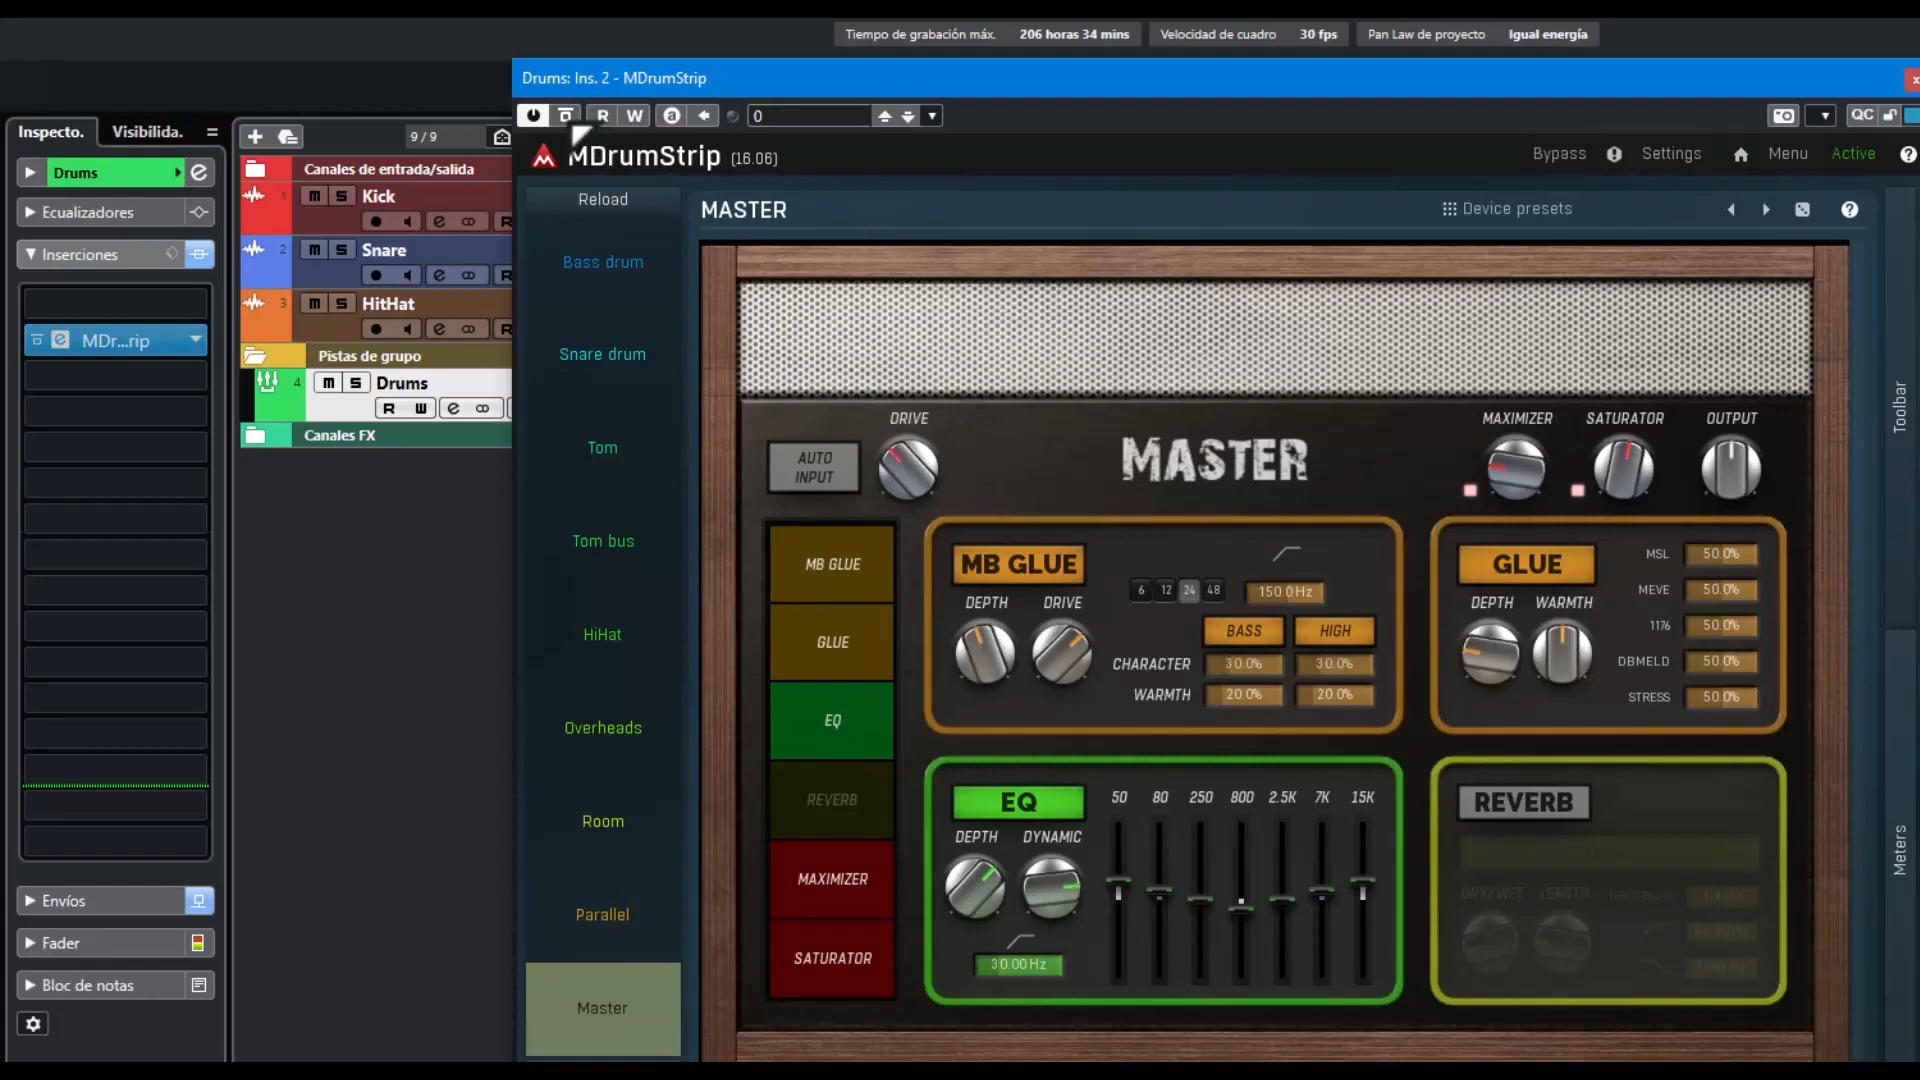 Tiempo de grabación máx. 206 horas 34 mins Velocidad de cuadro 30 fps Pan Law de proyecto Igual energía
Drums: Ins. 2 - MDrumStrip
R W a 0 QC
MDrumStrip (16.06) Bypass Settings Menu Active
Inspecto. Visibilida.
Drums
Ecualizadores
Inserciones
MDr...rip
Envíos
Fader
Bloc de notas
9 / 9
Canales de entrada/salida
1 m S Kick
R
2 m S Snare
R
3 m S HitHat
R
Pistas de grupo
4 m S Drums
R W
Canales FX
Reload
Bass drum
Snare drum
Tom
Tom bus
HiHat
Overheads
Room
Parallel
Master
MASTER Device presets
DRIVE MAXIMIZER SATURATOR OUTPUT
AUTO INPUT
MASTER
MB GLUE
GLUE
EQ
REVERB
MAXIMIZER
SATURATOR
MB GLUE
DEPTH DRIVE
6 12 24 48 150.0Hz
BASS HIGH
CHARACTER 30.0% 30.0%
WARMTH 20.0% 20.0%
GLUE
DEPTH WARMTH
MSL 50.0%
MEVE 50.0%
1176 50.0%
DBMELD 50.0%
STRESS 50.0%
EQ
DEPTH DYNAMIC
30.00Hz
50 80 250 800 2.5K 7K 15K
REVERB
DRY/WET LENGTH
Toolbar
Meters